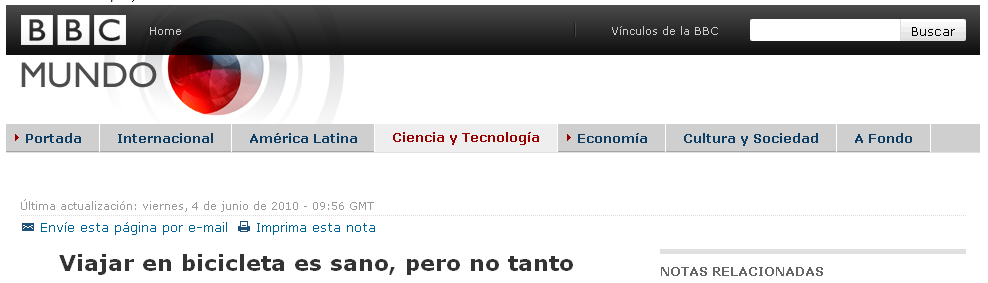 BBC Home Vínculos de la BBC Buscar
MUNDO
Portada Internacional América Latina Ciencia y Tecnología Economía Cultura y Sociedad A Fondo
Última actualización: viernes, 4 de junio de 2010 - 09:56 GMT
Envíe esta página por e-mail Imprima esta nota
Viajar en bicicleta es sano, pero no tanto
NOTAS RELACIONADAS